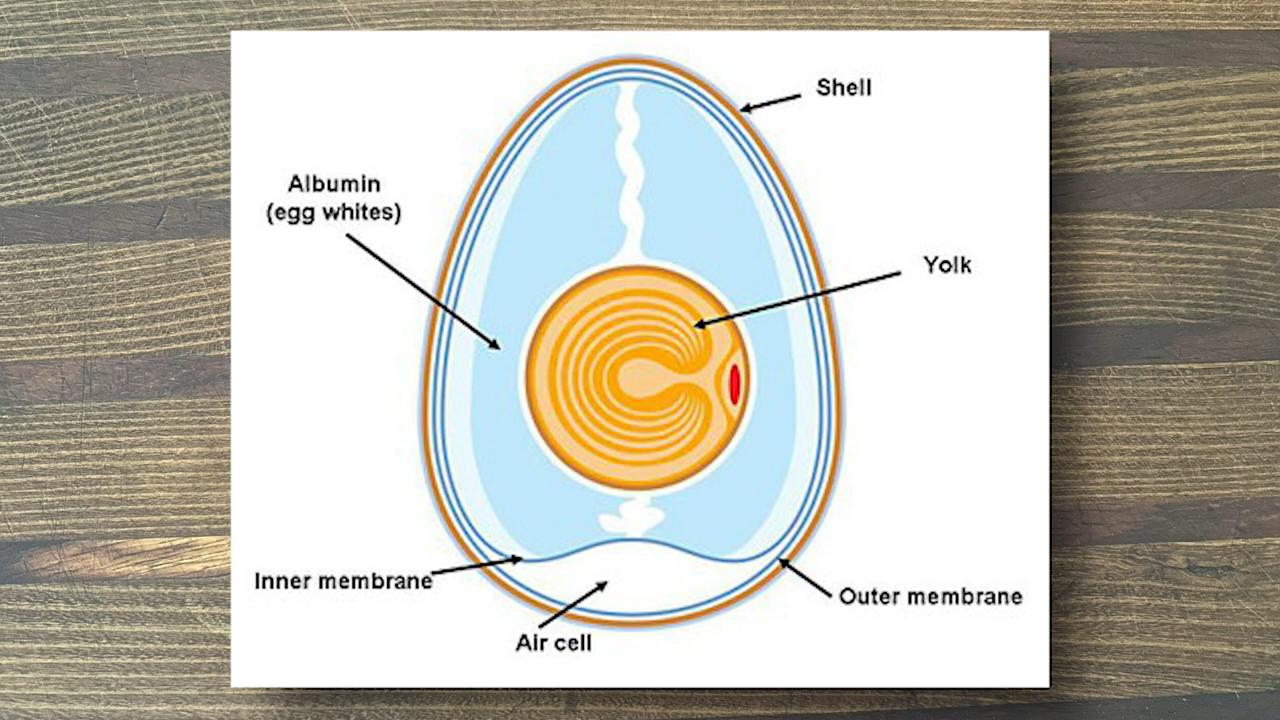 Shell
Albumin
(egg whites)
Yolk
Inner membrane
Outer membrane
Air cell